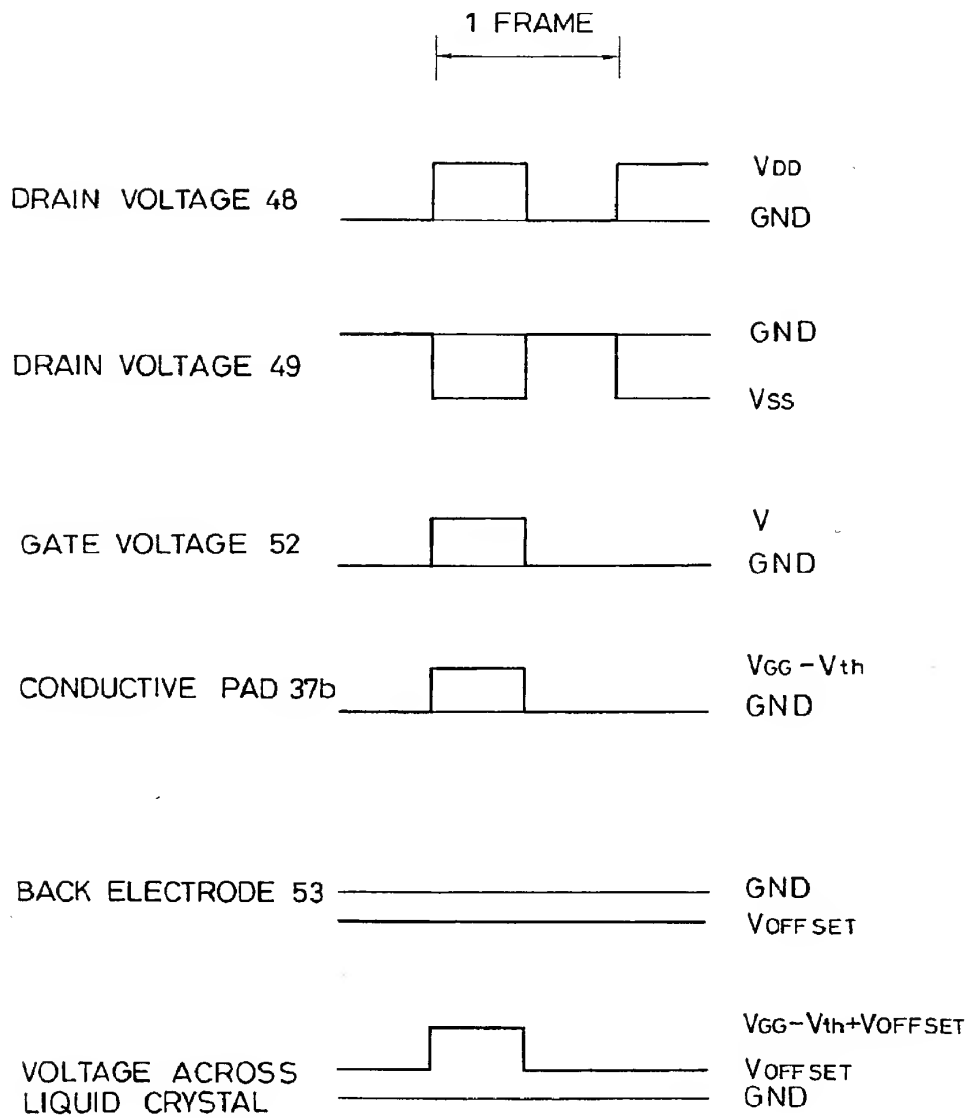 1 FRAME
DRAIN VOLTAGE 48
VDD
GND
DRAIN VOLTAGE 49
GND
VSS
GATE VOLTAGE 52
V
GND
CONDUCTIVE PAD 37b
VGG-Vth
GND
BACK ELECTRODE 53
GND
VOFFSET
VOLTAGE ACROSS
LIQUID CRYSTAL
VGG-Vth+VOFFSET
VOFFSET
GND